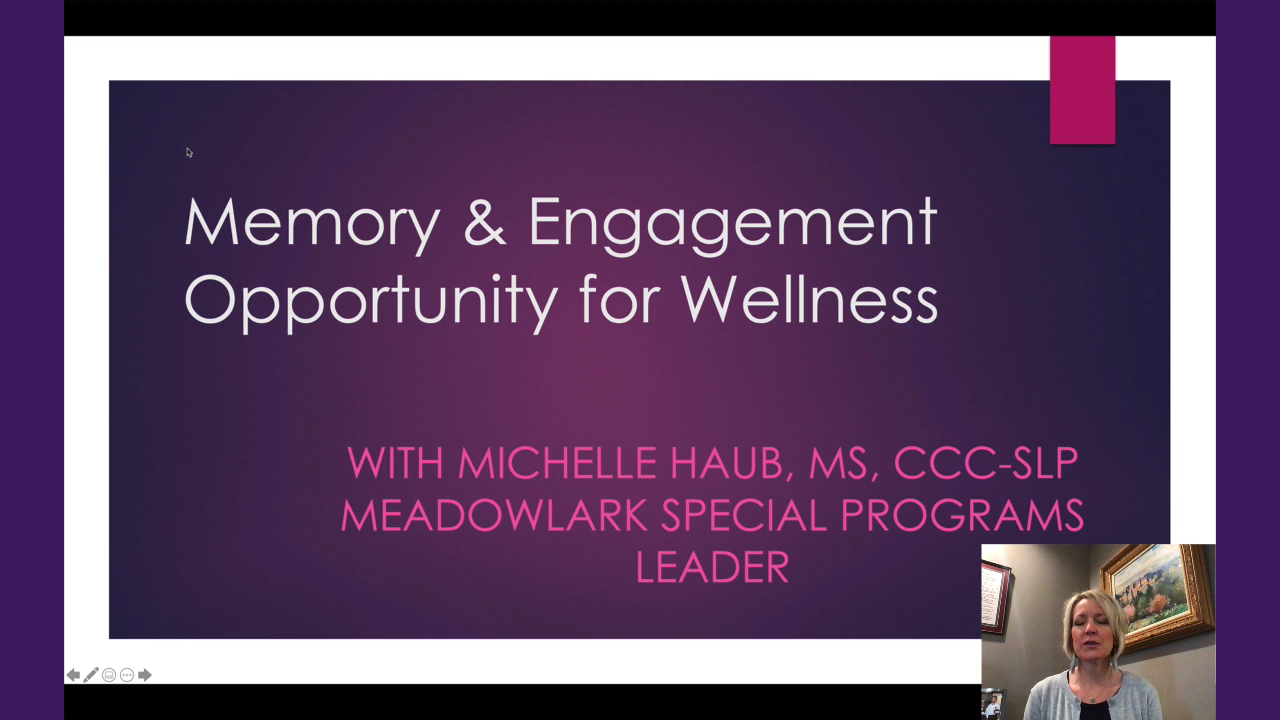 Memory & Engagement
Opportunity for Wellness
WITH MICHELLE HAUB, MS, CCC-SLP
MEADOWLARK SPECIAL PROGRAMS
LEADER